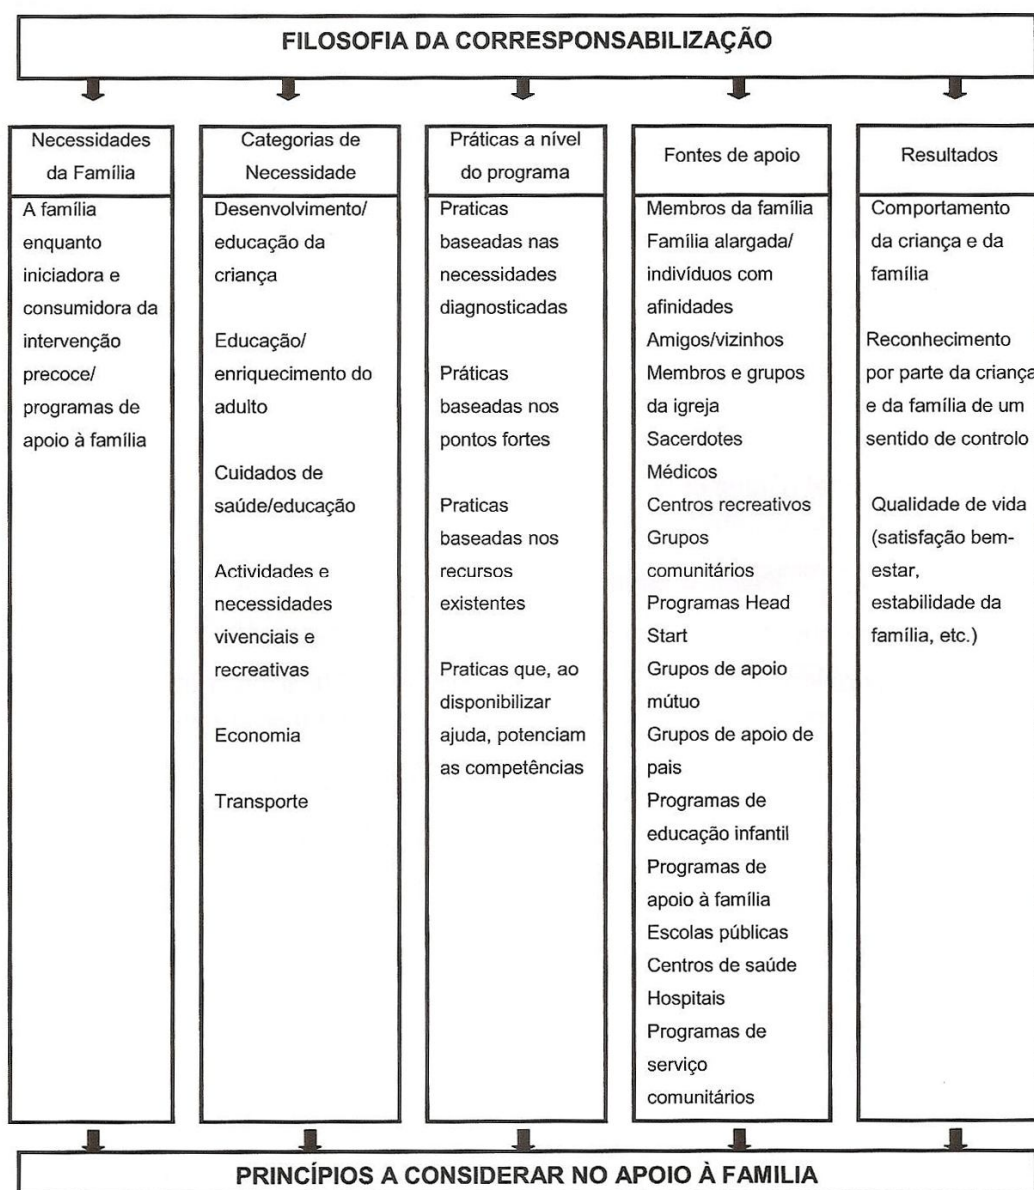 FILOSOFIA DA CORRESPONSABILIZAÇÃO
Necessidades
da Família
A família
enquanto
iniciadora e
consumidora da
intervenção
precoce/
programas de
apoio à família
Categorias de
Necessidade
Desenvolvimento/
educação da
criança
Educação/
enriquecimento do
adulto
Cuidados de
saúde/educação
Actividades e
necessidades
vivenciais e
recreativas
Economia
Transporte
Práticas a nível
do programa
Praticas
baseadas nas
necessidades
diagnosticadas
Práticas
baseadas nos
pontos fortes
Praticas
baseadas nos
recursos
existentes
Praticas que, ao
disponibilizar
ajuda, potenciam
as competências
Fontes de apoio
Membros da família
Família alargada/
indivíduos com
afinidades
Amigos/vizinhos
Membros e grupos
da igreja
Sacerdotes
Médicos
Centros recreativos
Grupos
comunitários
Programas Head
Start
Grupos de apoio
mútuo
Grupos de apoio de
pais
Programas de
educação infantil
Programas de
apoio à família
Escolas públicas
Centros de saúde
Hospitais
Programas de
serviço
comunitários
Resultados
Comportamento
da criança e da
família
Reconhecimento
por parte da criança
e da família de um
sentido de controlo
Qualidade de vida
(satisfação bem-
estar,
estabilidade da
família, etc.)
PRINCÍPIOS A CONSIDERAR NO APOIO À FAMILIA